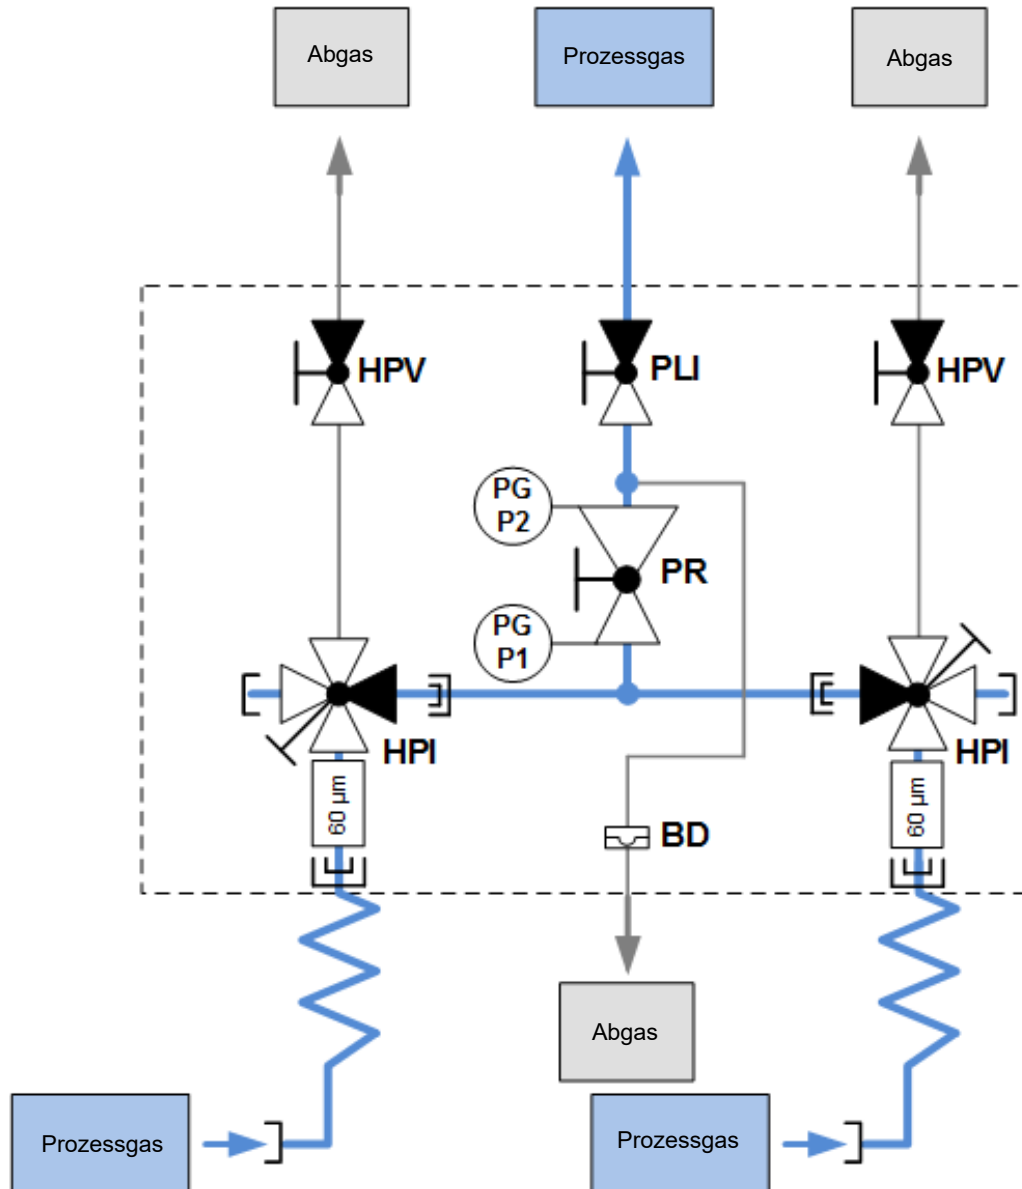 Abgas
Prozessgas
Abgas
HPV
PLI
HPV
PG
P2
PR
PG
P1
HPI
HPI
60 µm
60 µm
BD
Abgas
Prozessgas
Prozessgas